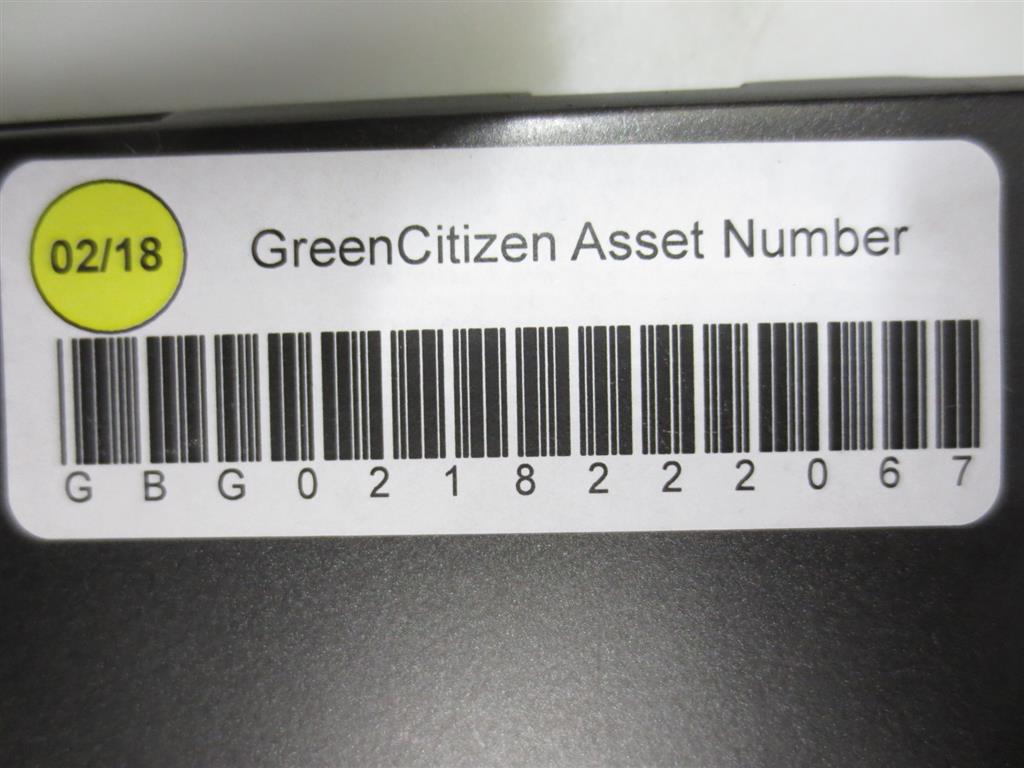 02/18
GreenCitizen Asset Number
G B G 0 2 1 8 2 2 2 0 6 7